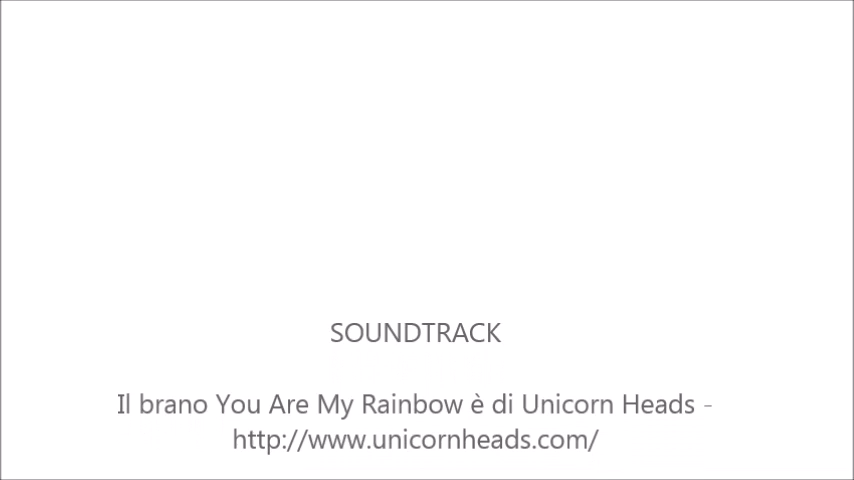 SOUNDTRACK
Il brano You Are My Rainbow è di Unicorn Heads -
http://www.unicornheads.com/